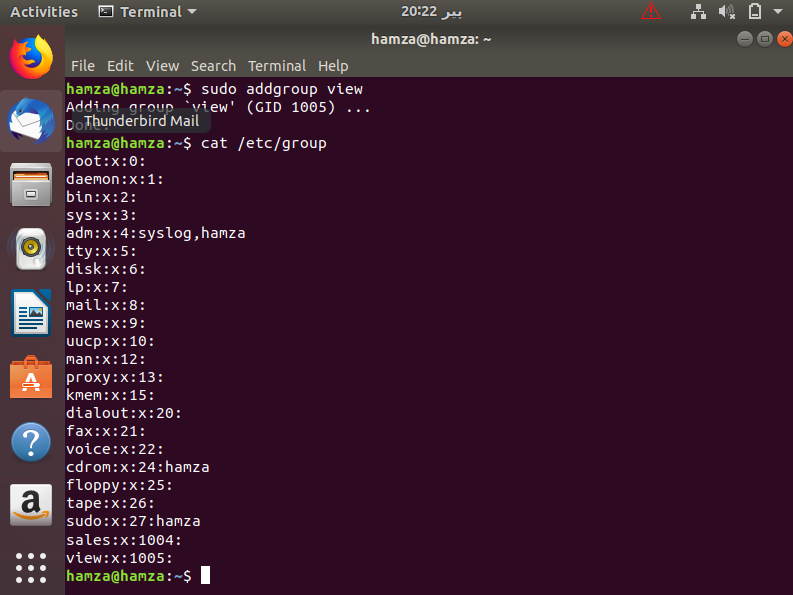 Activities
Terminal
پیر 20:22
hamza@hamza: ~
File Edit View Search Terminal Help
hamza@hamza:~$ sudo addgroup view
Adding group `view' (GID 1005) ...
Done.
Thunderbird Mail
hamza@hamza:~$ cat /etc/group
root:x:0:
daemon:x:1:
bin:x:2:
sys:x:3:
adm:x:4:syslog,hamza
tty:x:5:
disk:x:6:
lp:x:7:
mail:x:8:
news:x:9:
uucp:x:10:
man:x:12:
proxy:x:13:
kmem:x:15:
dialout:x:20:
fax:x:21:
voice:x:22:
cdrom:x:24:hamza
floppy:x:25:
tape:x:26:
sudo:x:27:hamza
sales:x:1004:
view:x:1005:
hamza@hamza:~$